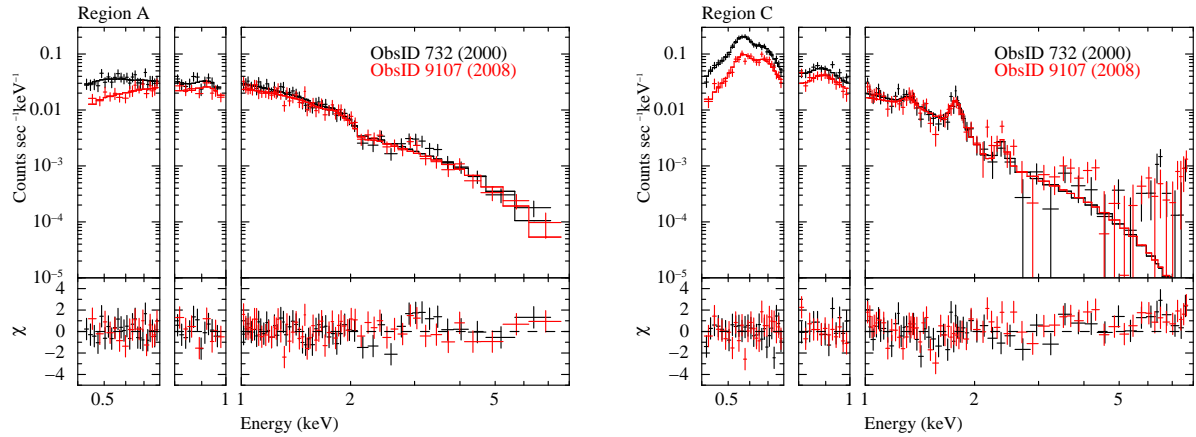 Region A
ObsID 732 (2000)
ObsID 9107 (2008)
Counts sec⁻¹keV⁻¹
0.1
0.01
10⁻³
10⁻⁴
10⁻⁵
χ
4
2
0
−2
−4
0.5
1
1
2
5
Energy (keV)
Region C
ObsID 732 (2000)
ObsID 9107 (2008)
Counts sec⁻¹keV⁻¹
0.1
0.01
10⁻³
10⁻⁴
10⁻⁵
χ
4
2
0
−2
−4
0.5
1
1
2
5
Energy (keV)